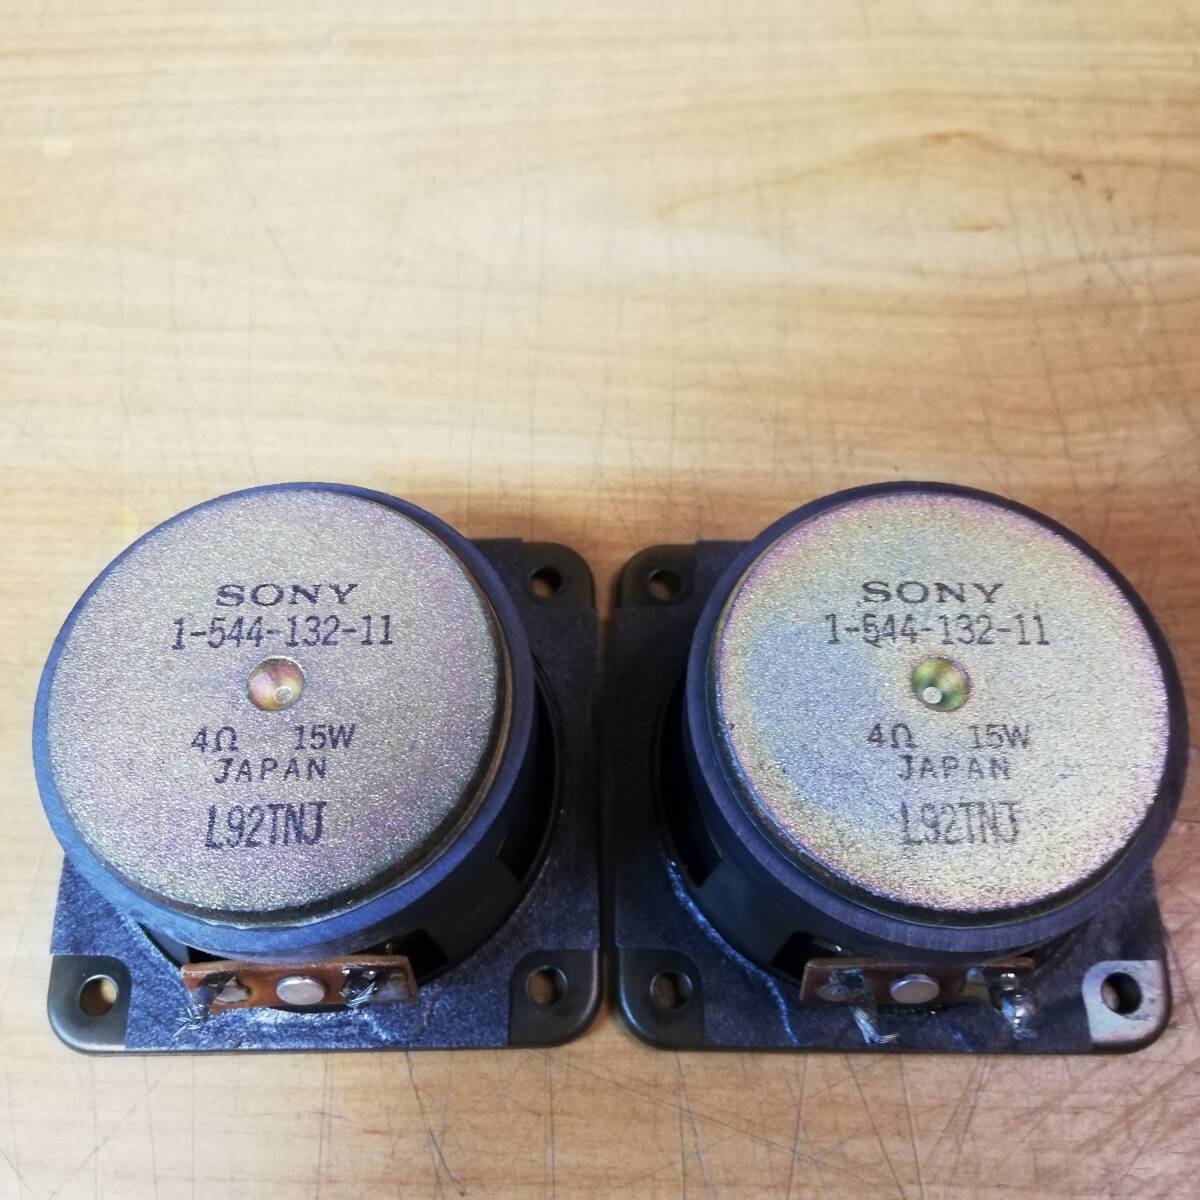 SONY
1-544-132-11
4Ω 15W
JAPAN
L92TNJ
SONY
1-544-132-11
4Ω 15W
JAPAN
L92TNJ